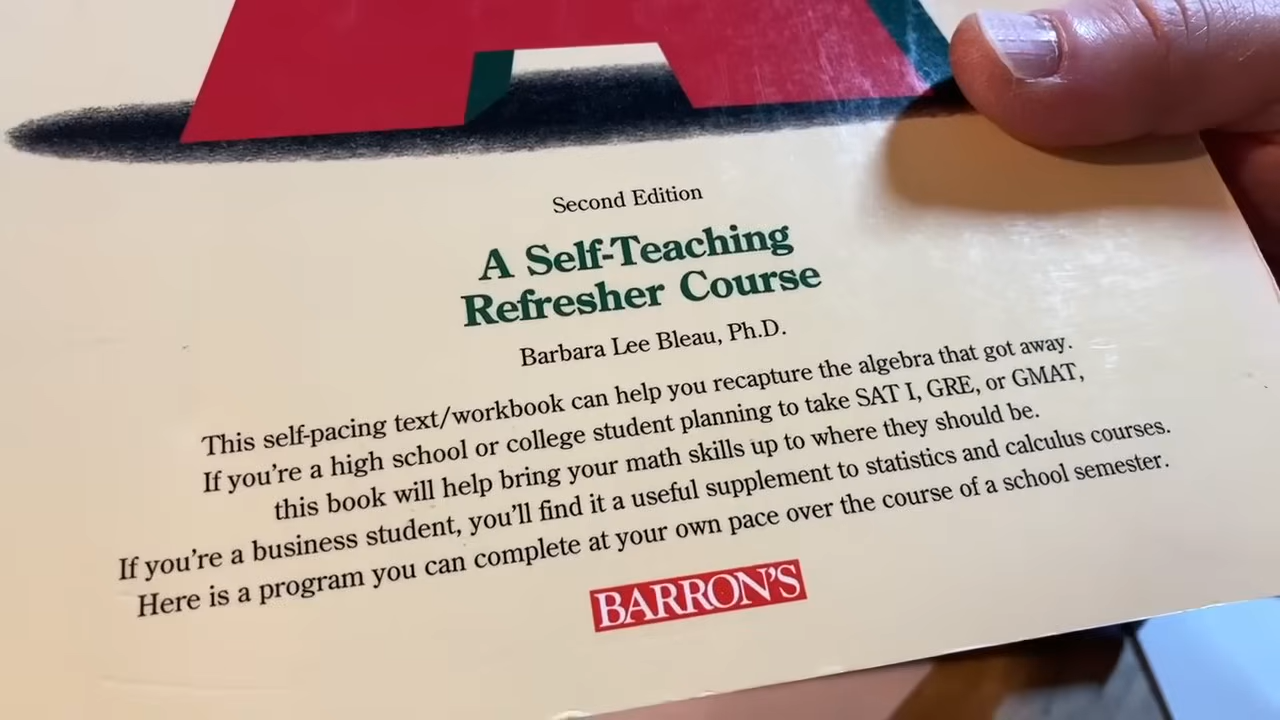 Second Edition
A Self-Teaching
Refresher Course
Barbara Lee Bleau, Ph.D.
This self-pacing text/workbook can help you recapture the algebra that got away.
If you're a high school or college student planning to take SAT I, GRE, or GMAT,
this book will help bring your math skills up to where they should be.
If you're a business student, you'll find it a useful supplement to statistics and calculus courses.
Here is a program you can complete at your own pace over the course of a school semester.
BARRON'S